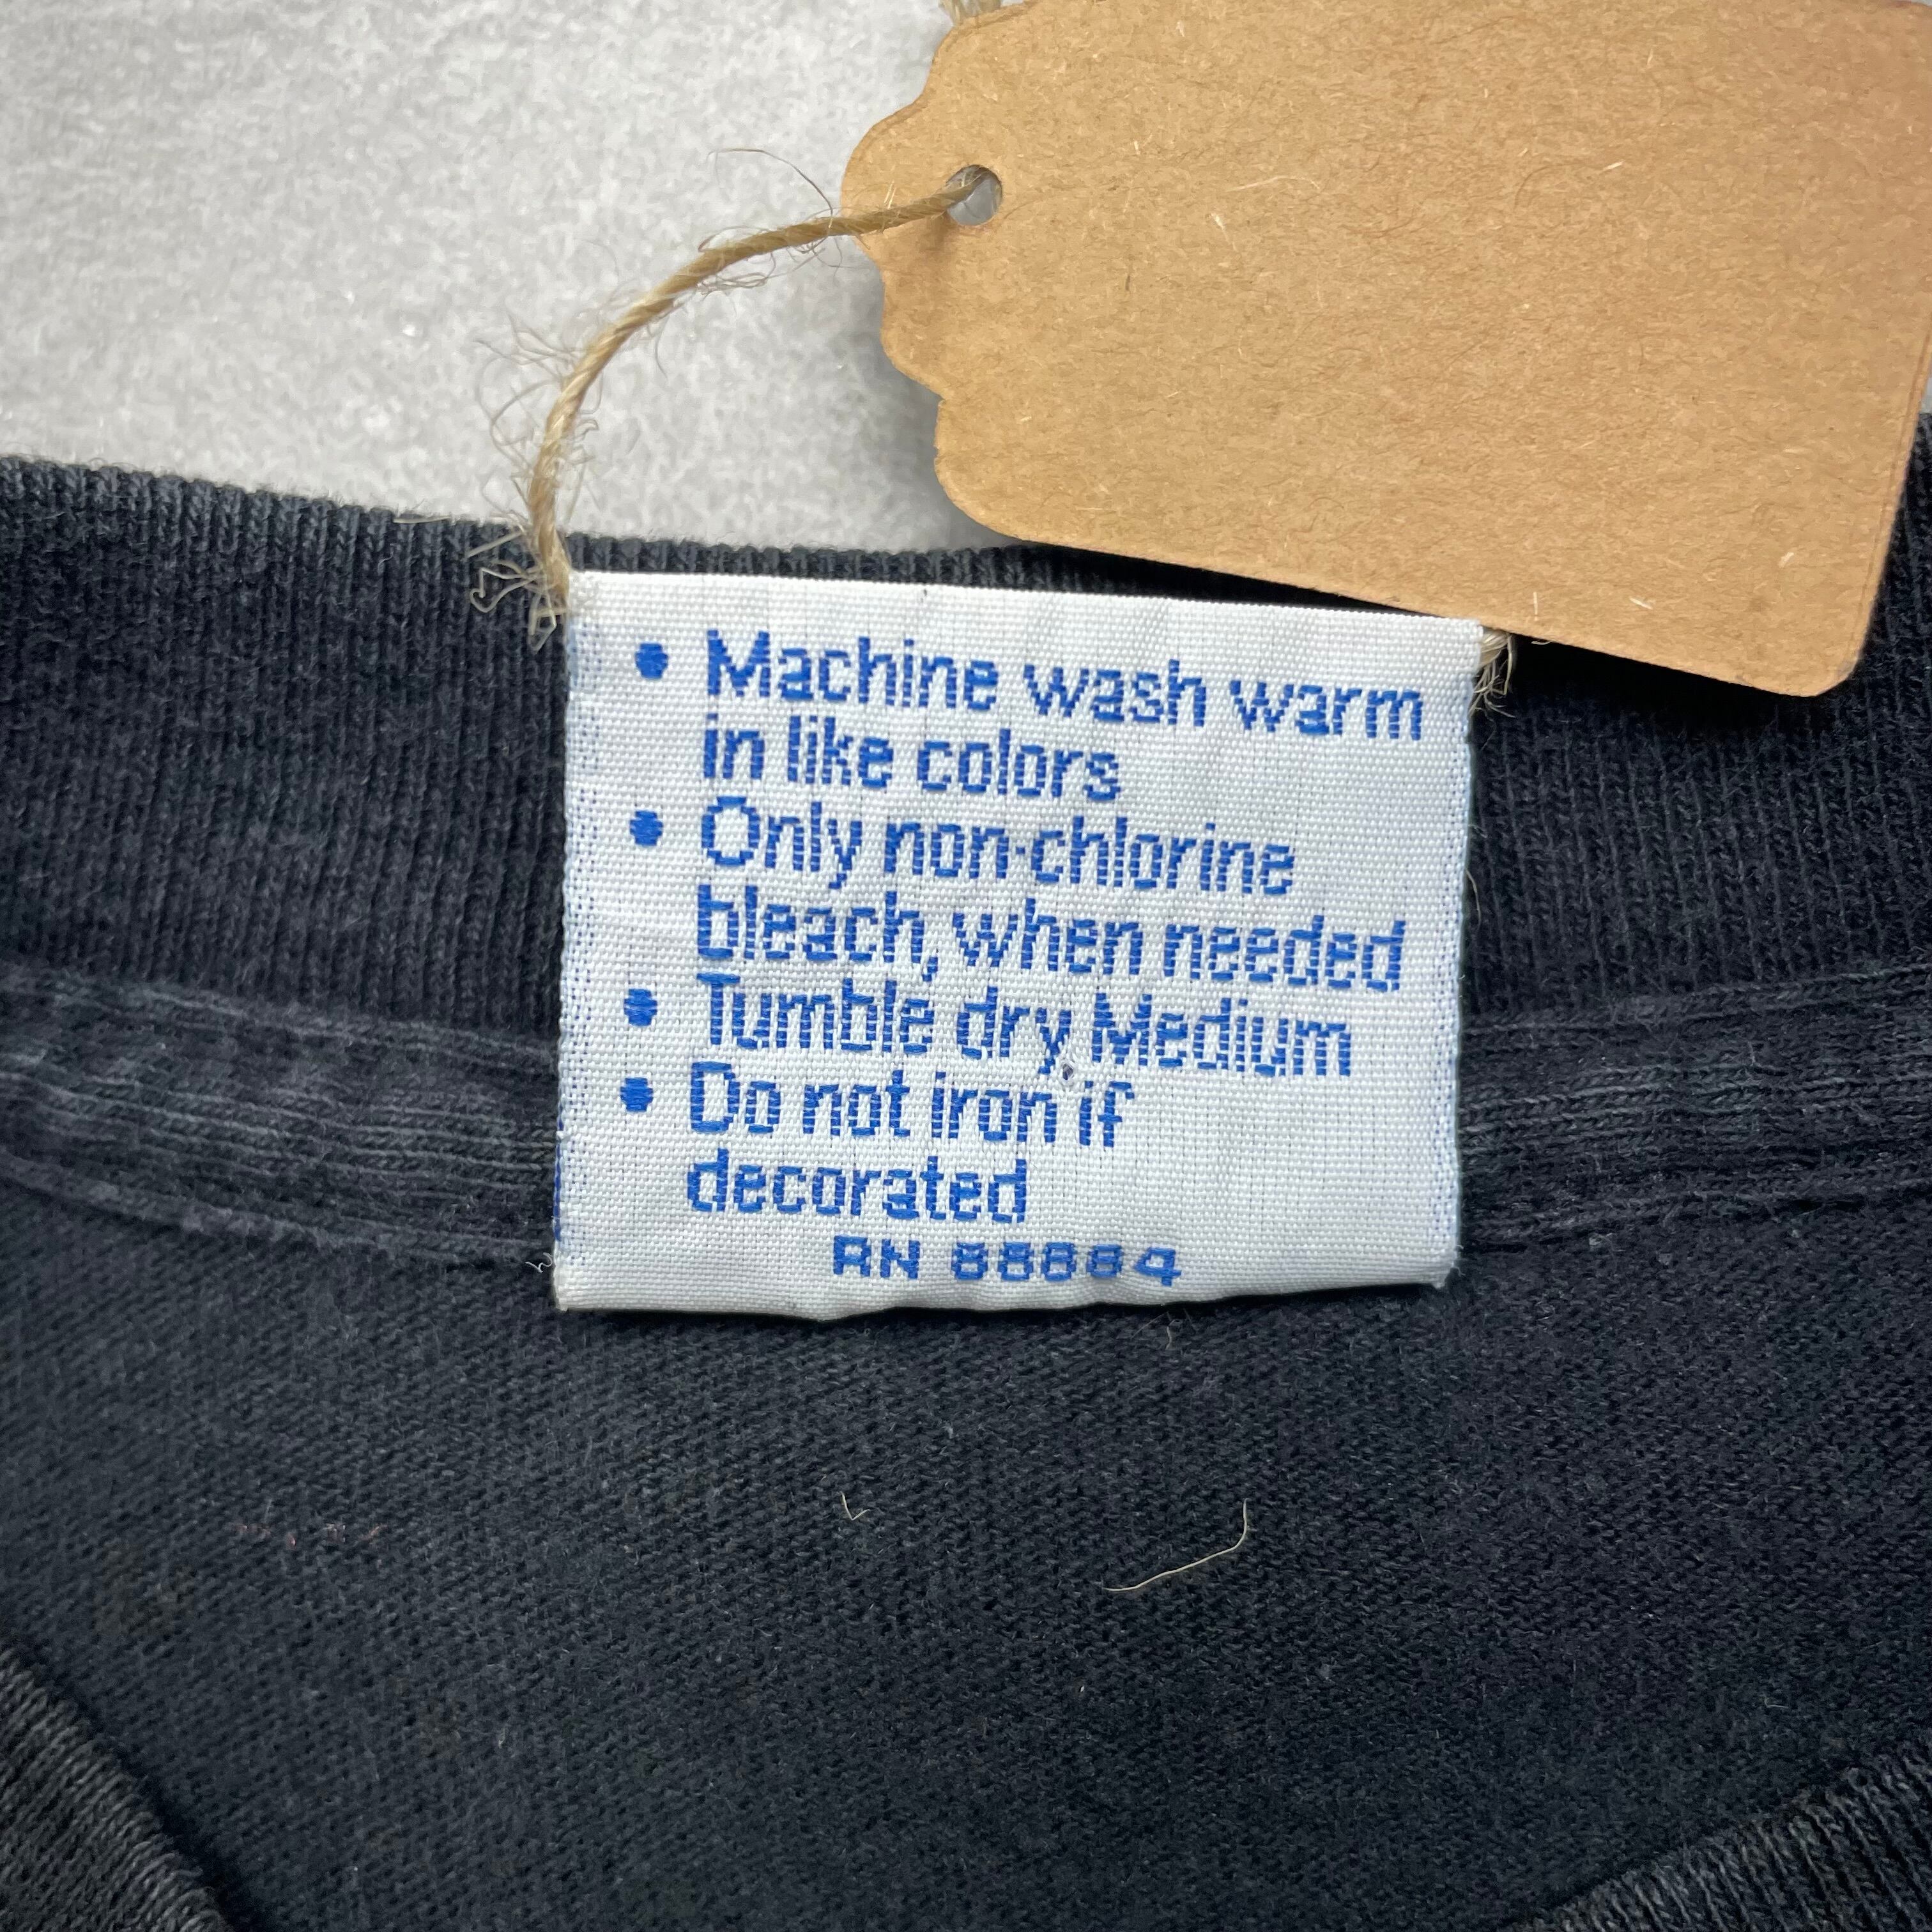 • Machine wash warm
in like colors
• Only non-chlorine
bleach, when needed
• Tumble dry Medium
• Do not iron if
decorated
RN